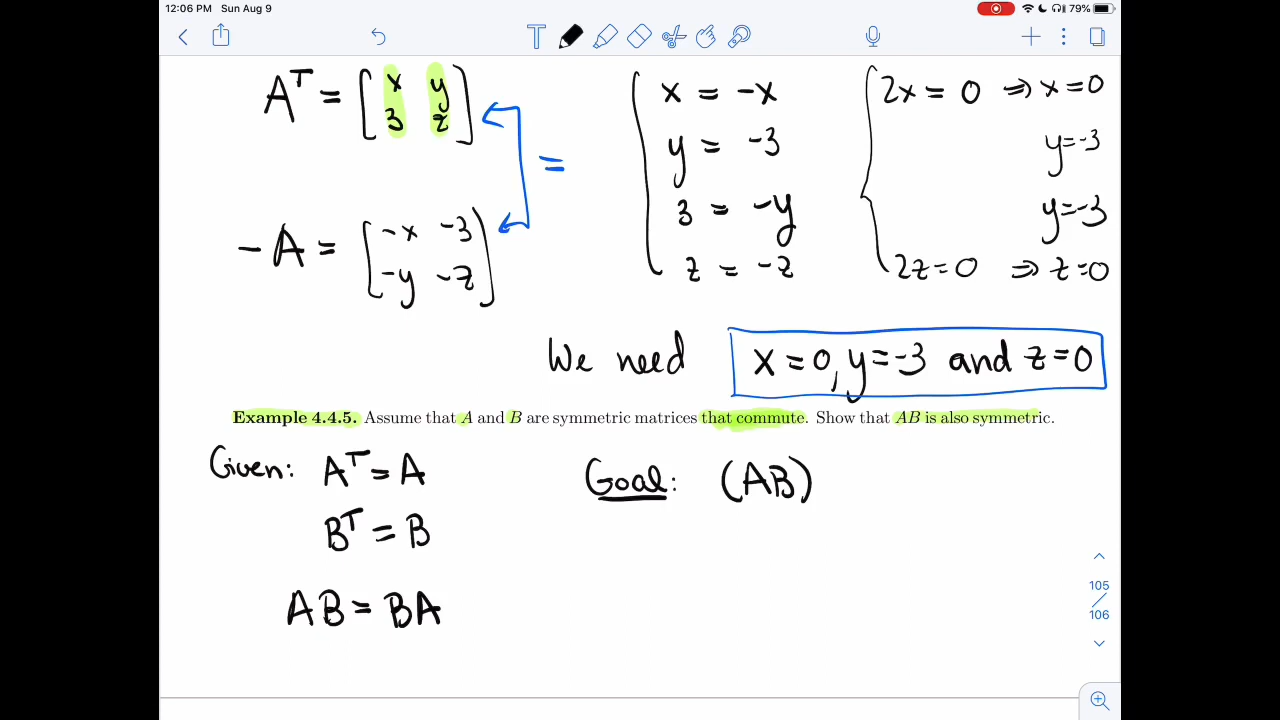 12:06 PM Sun Aug 9 79%
T
A^T = [x y
3 z]
=
-A = [-x -3
-y -z]
{ x = -x
y = -3
3 = -y
z = -z
{ 2x = 0 ⇒ x=0
y=-3
y=-3
2z=0 ⇒ z=0
We need x=0, y=-3 and z=0
Example 4.4.5. Assume that A and B are symmetric matrices that commute. Show that AB is also symmetric.
Given: A^T = A
B^T = B
AB = BA
Goal: (AB)
105
106